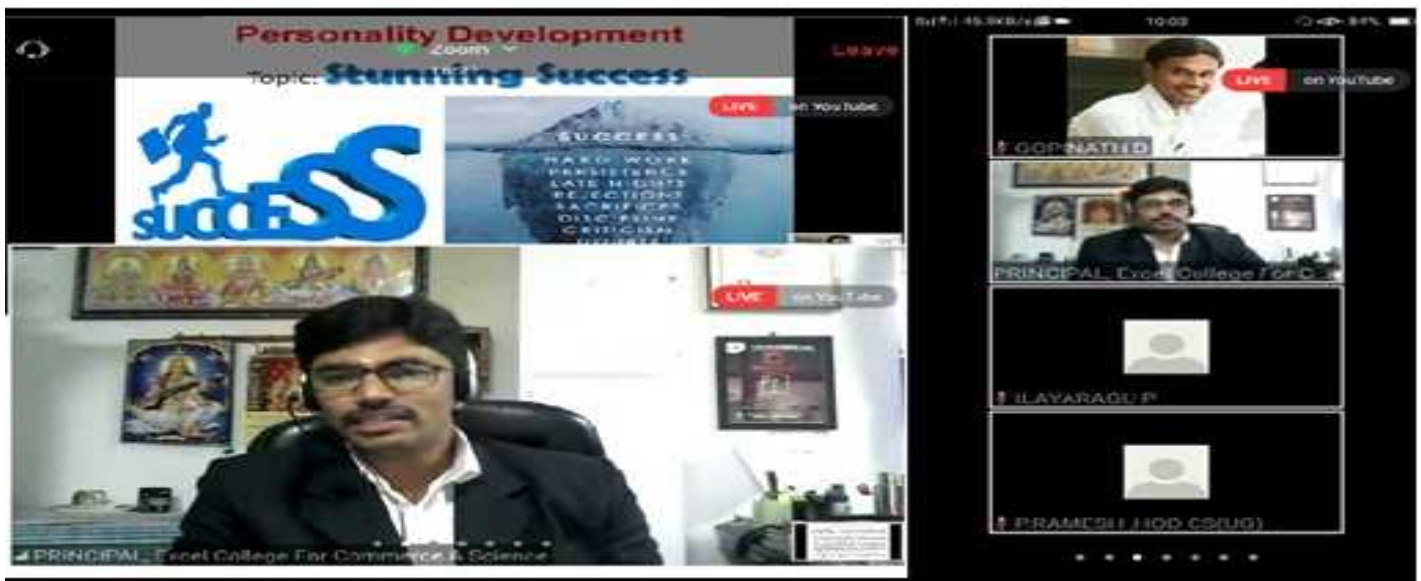 Personality Development
Zoom
Leave
Topic: Stunning Success
LIVE on YouTube
SUCCESS
SUCCESS
HARD WORK
PERSISTENCE
LATE NIGHTS
REJECTIONS
SACRIFICES
DISCIPLINE
CRITICISM
LIVE on YouTube
PRINCIPAL, Excel College For Commerce & Science
10:03
84%
LIVE on YouTube
GOPINATH D
PRINCIPAL, Excel College For C
ILAYARAGU P
P.RAMESH HOD CS(UG)